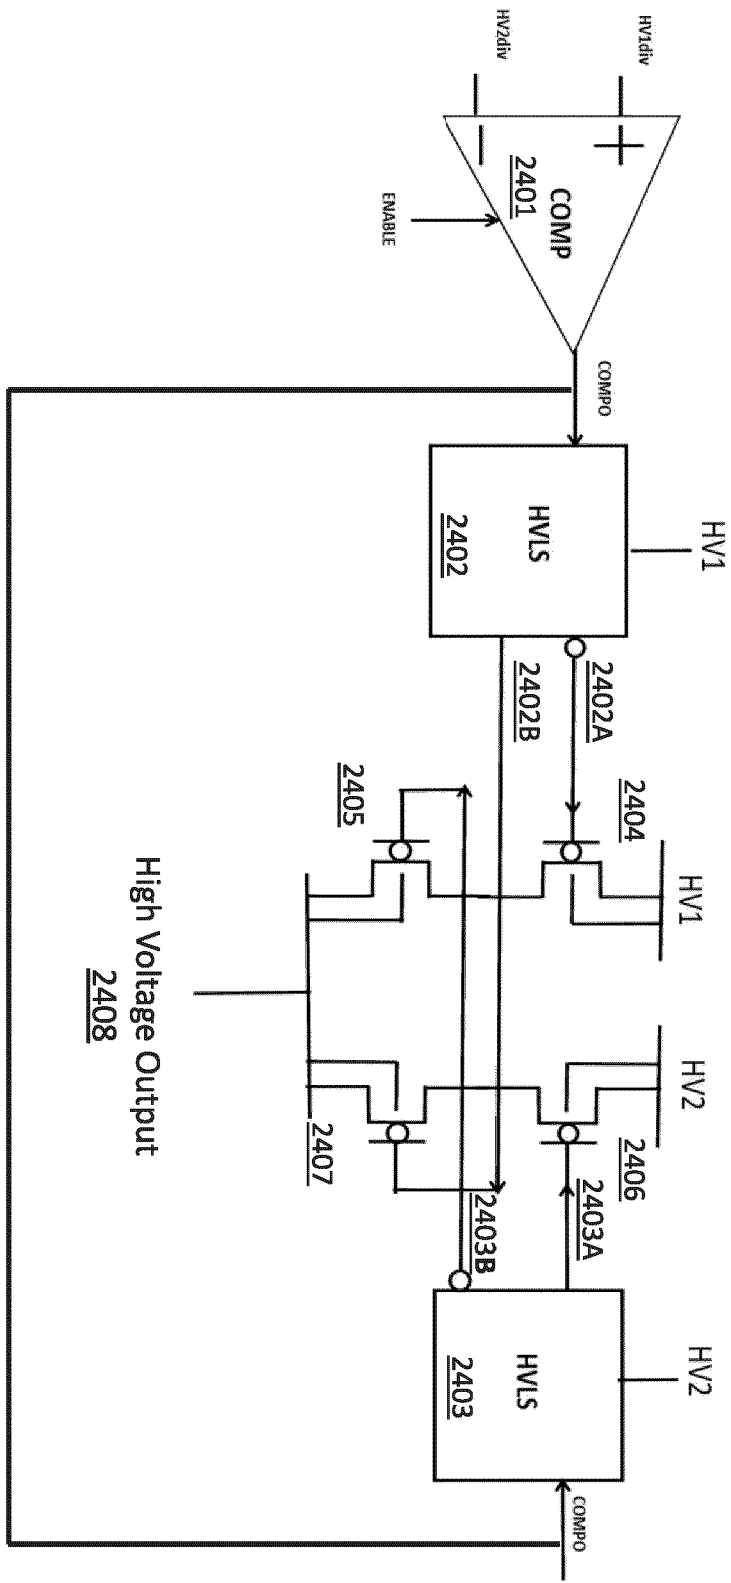 HV1div
HV2div
COMP
2401
ENABLE
COMPO
HV1
HVLS
2402
2402A
2402B
2404
2405
HV1
HV2
2406
2407
High Voltage Output
2408
2403A
2403B
HV2
HVLS
2403
COMPO